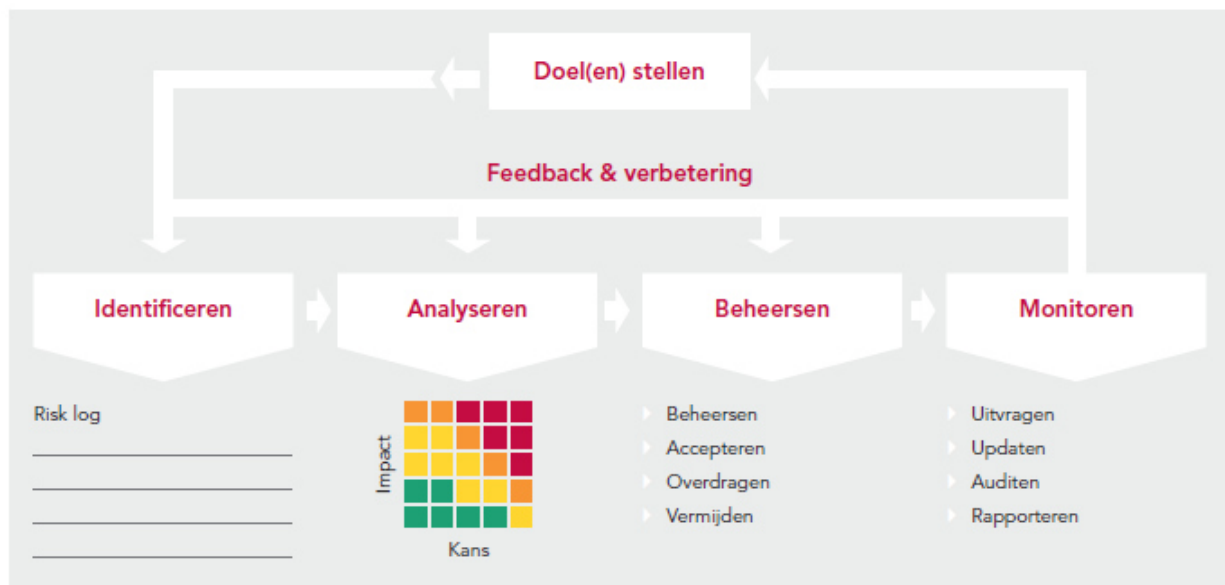 Doel(en) stellen
Feedback & verbetering
Identificeren
Analyseren
Beheersen
Monitoren
Risk log
Impact
Kans
Beheersen
Accepteren
Overdragen
Vermijden
Uitvragen
Updaten
Auditen
Rapporteren